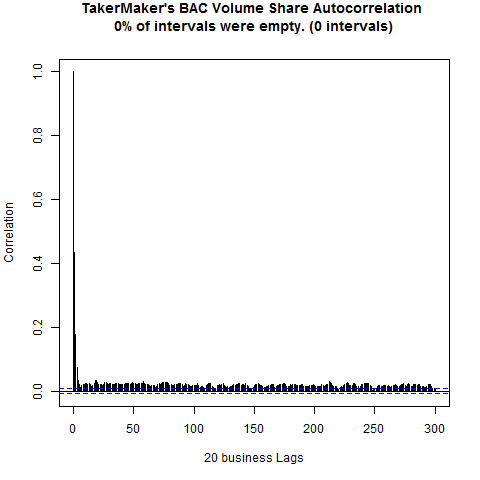 TakerMaker's BAC Volume Share Autocorrelation
0% of intervals were empty. (0 intervals)
1.0
0.8
0.6
0.4
0.2
0.0
Correlation
0 50 100 150 200 250 300
20 business Lags